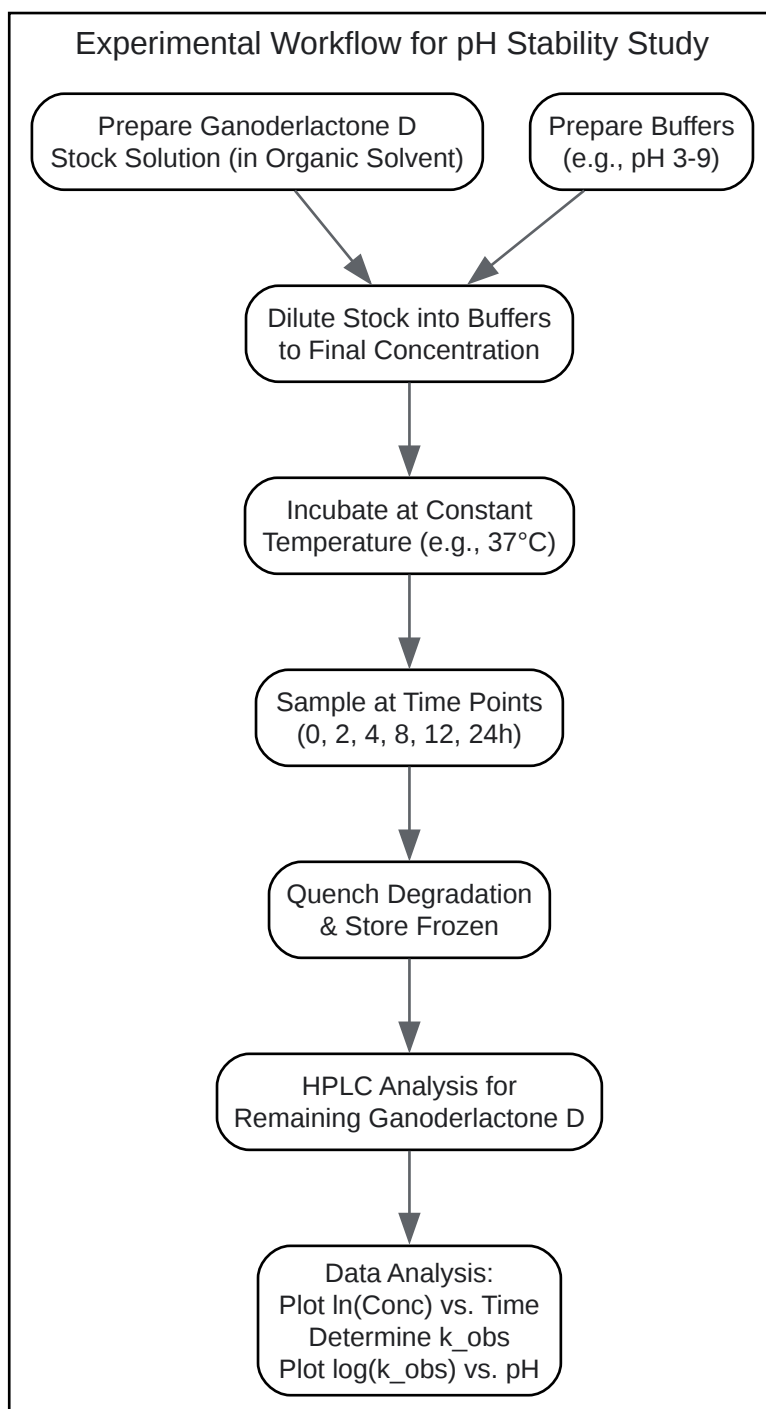 Experimental Workflow for pH Stability Study
Prepare Ganoderlactone D
Stock Solution (in Organic Solvent)
Prepare Buffers
(e.g., pH 3-9)
Dilute Stock into Buffers
to Final Concentration
Incubate at Constant
Temperature (e.g., 37°C)
Sample at Time Points
(0, 2, 4, 8, 12, 24h)
Quench Degradation
& Store Frozen
HPLC Analysis for
Remaining Ganoderlactone D
Data Analysis:
Plot ln(Conc) vs. Time
Determine k_obs
Plot log(k_obs) vs. pH